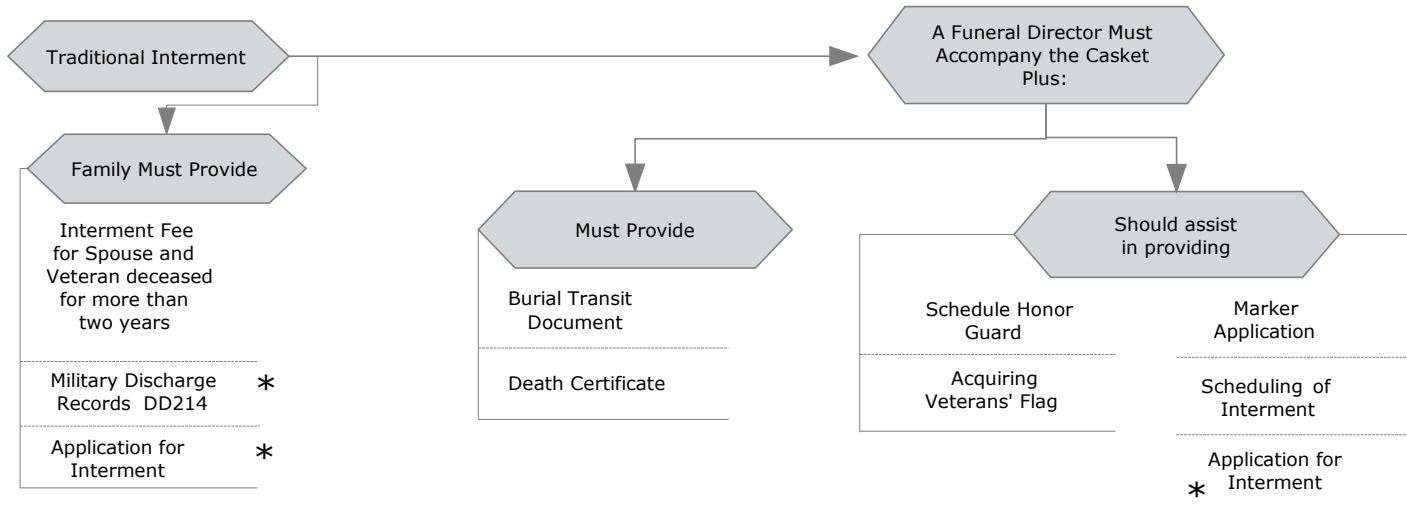 Traditional Interment
A Funeral Director Must
Accompany the Casket
Plus:
Family Must Provide
Interment Fee
for Spouse and
Veteran deceased
for more than
two years
Military Discharge *
Records DD214
Application for *
Interment
Must Provide
Burial Transit
Document
Death Certificate
Should assist
in providing
Schedule Honor
Guard
Acquiring
Veterans' Flag
Marker
Application
Scheduling of
Interment
Application for
* Interment